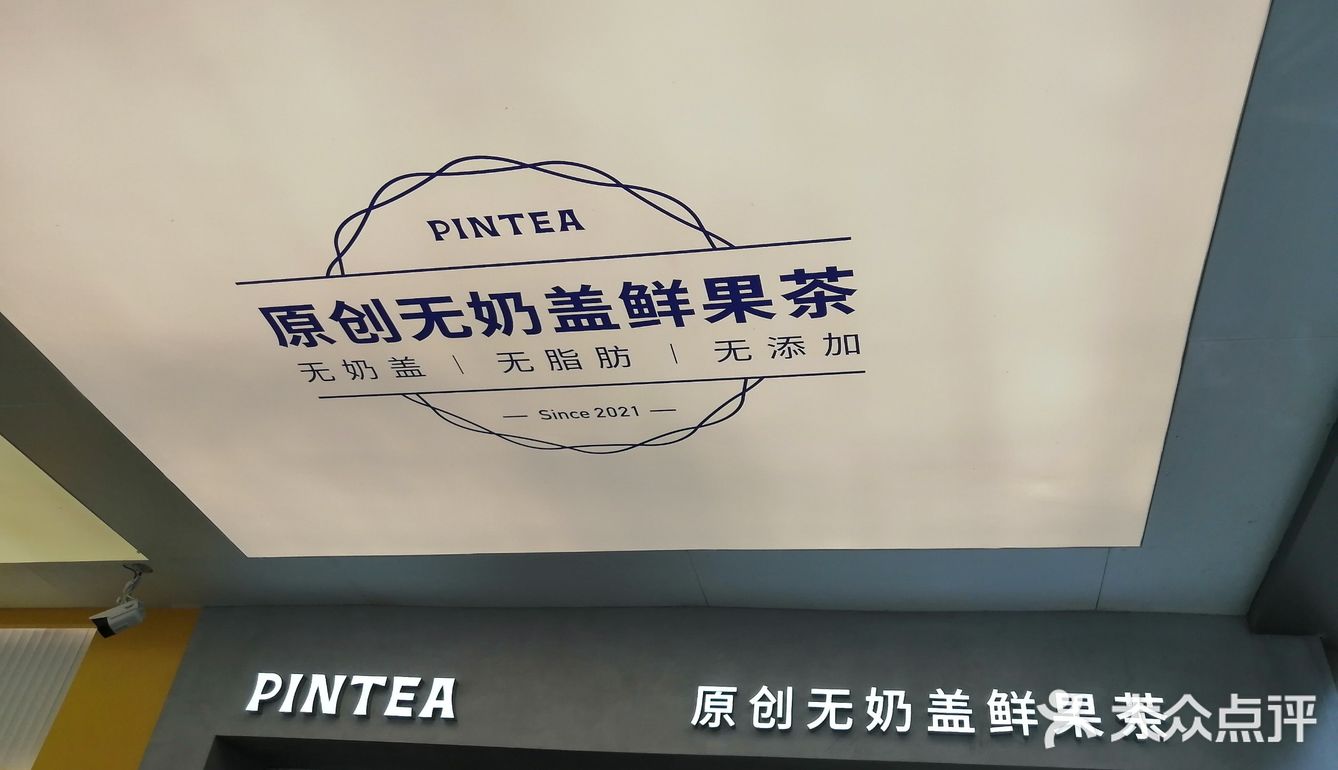 PINTEA
原创无奶盖鲜果茶
无奶盖 | 无脂肪 | 无添加
— Since 2021 —
PINTEA
原创无奶盖鲜果茶
大众点评